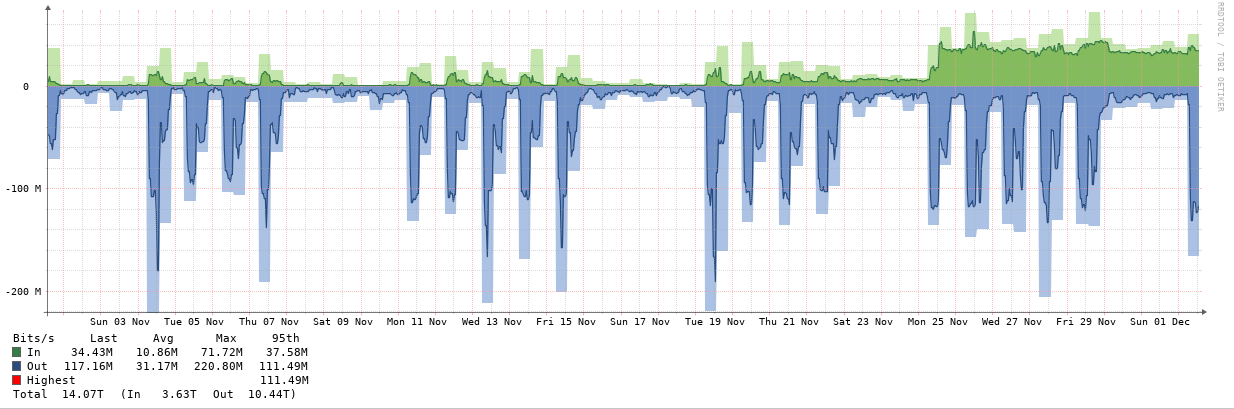 RRDTOOL / TOBI OETIKER
0
-100 M
-200 M
Sun 03 Nov Tue 05 Nov Thu 07 Nov Sat 09 Nov Mon 11 Nov Wed 13 Nov Fri 15 Nov Sun 17 Nov Tue 19 Nov Thu 21 Nov Sat 23 Nov Mon 25 Nov Wed 27 Nov Fri 29 Nov Sun 01 Dec
Bits/s Last Avg Max 95th
In 34.43M 10.86M 71.72M 37.58M
Out 117.16M 31.17M 220.80M 111.49M
Highest 111.49M
Total 14.07T (In 3.63T Out 10.44T)